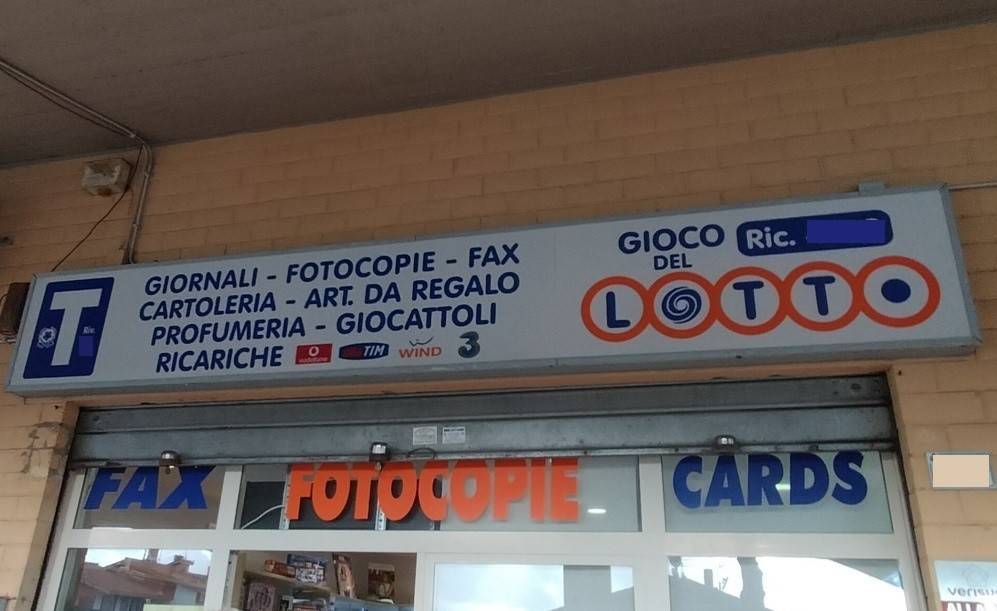 T
Ric.
GIORNALI - FOTOCOPIE - FAX
CARTOLERIA - ART. DA REGALO
PROFUMERIA - GIOCATTOLI
RICARICHE vodafone TIM WIND 3
GIOCO DEL Ric.
LOTTO
FAX FOTOCOPIE CARDS